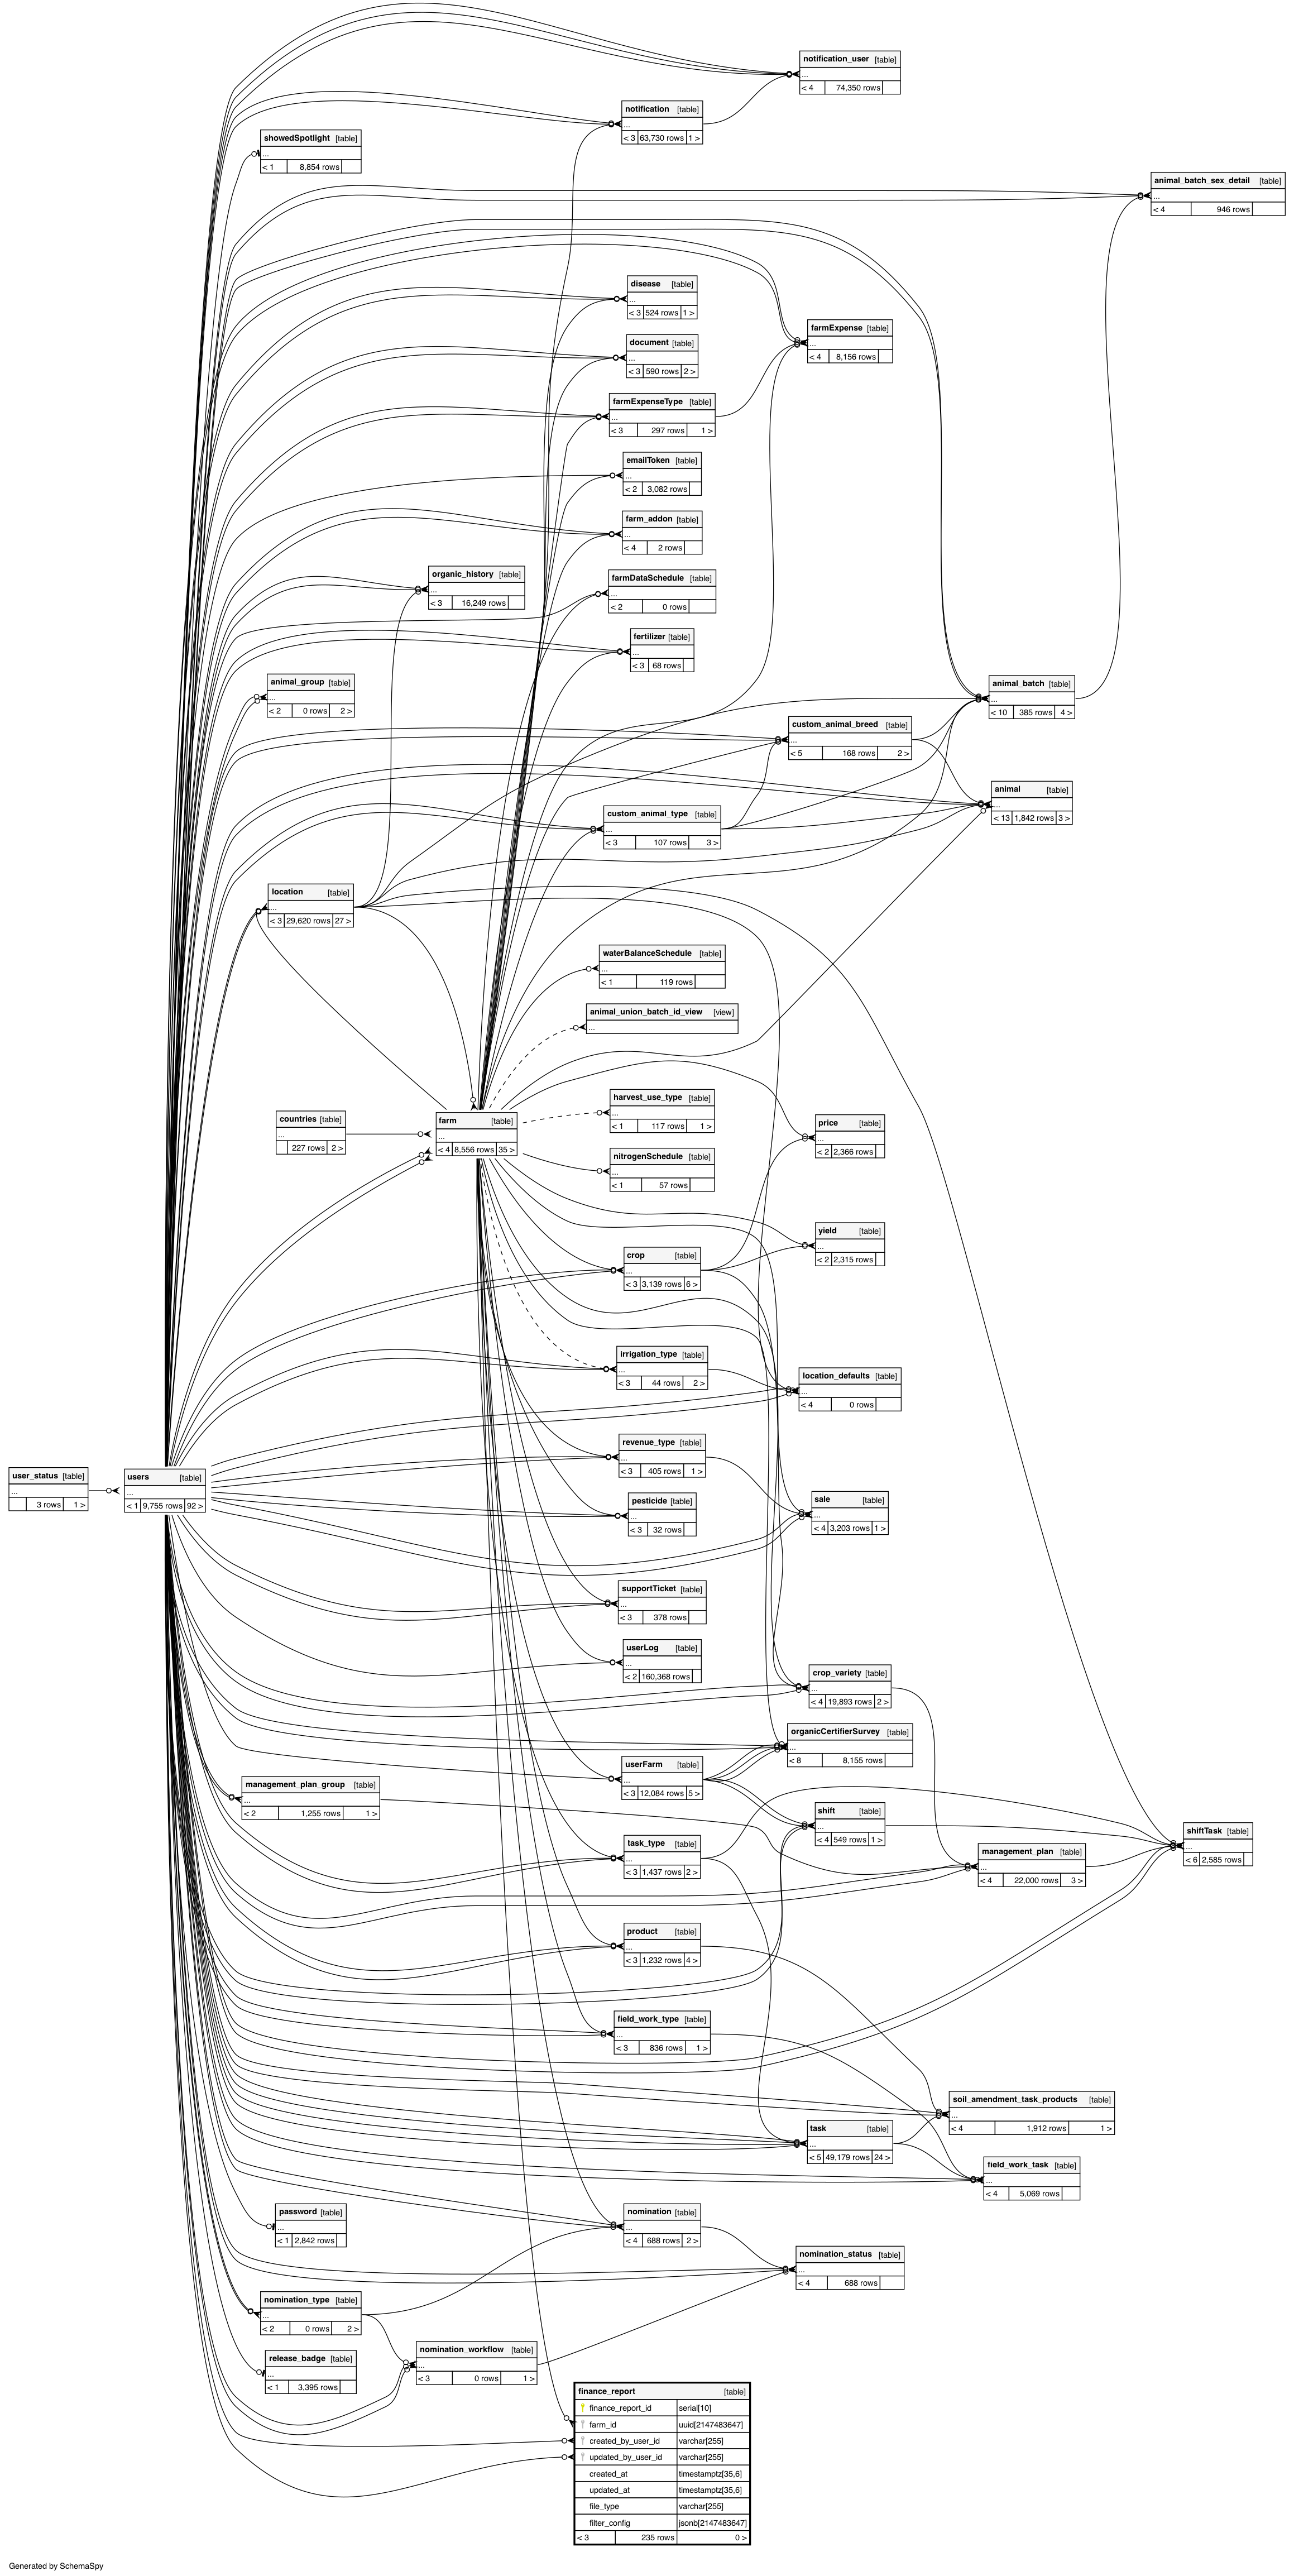 notification_user [table]
...
< 4 74,350 rows
notification [table]
...
< 3 63,730 rows 1 >
showedSpotlight [table]
...
< 1 8,854 rows
animal_batch_sex_detail [table]
...
< 4 946 rows
disease [table]
...
< 3 524 rows 1 >
farmExpense [table]
...
< 4 8,156 rows
document [table]
...
< 3 590 rows 2 >
farmExpenseType [table]
...
< 3 297 rows 1 >
emailToken [table]
...
< 2 3,082 rows
farm_addon [table]
...
< 4 2 rows
organic_history [table]
...
< 3 16,249 rows
farmDataSchedule [table]
...
< 2 0 rows
fertilizer [table]
...
< 3 68 rows
animal_group [table]
...
< 2 0 rows 2 >
animal_batch [table]
...
< 10 385 rows 4 >
custom_animal_breed [table]
...
< 5 168 rows 2 >
animal [table]
...
< 13 1,842 rows 3 >
custom_animal_type [table]
...
< 3 107 rows 3 >
location [table]
...
< 3 29,620 rows 27 >
waterBalanceSchedule [table]
...
< 1 119 rows
animal_union_batch_id_view [view]
...
harvest_use_type [table]
...
< 1 117 rows 1 >
countries [table]
...
227 rows 2 >
farm [table]
...
< 4 8,556 rows 35 >
price [table]
...
< 2 2,366 rows
nitrogenSchedule [table]
...
< 1 57 rows
yield [table]
...
< 2 2,315 rows
crop [table]
...
< 3 3,139 rows 6 >
irrigation_type [table]
...
< 3 44 rows 2 >
location_defaults [table]
...
< 4 0 rows
revenue_type [table]
...
< 3 405 rows 1 >
user_status [table]
...
3 rows 1 >
users [table]
...
< 1 9,755 rows 92 >
pesticide [table]
...
< 3 32 rows
sale [table]
...
< 4 3,203 rows 1 >
supportTicket [table]
...
< 3 378 rows
userLog [table]
...
< 2 160,368 rows
crop_variety [table]
...
< 4 19,893 rows 2 >
organicCertifierSurvey [table]
...
< 8 8,155 rows
userFarm [table]
...
< 3 12,084 rows 5 >
management_plan_group [table]
...
< 2 1,255 rows 1 >
shift [table]
...
< 4 549 rows 1 >
shiftTask [table]
...
< 6 2,585 rows
task_type [table]
...
< 3 1,437 rows 2 >
management_plan [table]
...
< 4 22,000 rows 3 >
product [table]
...
< 3 1,232 rows 4 >
field_work_type [table]
...
< 3 836 rows 1 >
soil_amendment_task_products [table]
...
< 4 1,912 rows 1 >
task [table]
...
< 5 49,179 rows 24 >
field_work_task [table]
...
< 4 5,069 rows
password [table]
...
< 1 2,842 rows
nomination [table]
...
< 4 688 rows 2 >
nomination_status [table]
...
< 4 688 rows
nomination_type [table]
...
< 2 0 rows 2 >
nomination_workflow [table]
...
< 3 0 rows 1 >
release_badge [table]
...
< 1 3,395 rows
finance_report [table]
finance_report_id serial[10]
farm_id uuid[2147483647]
created_by_user_id varchar[255]
updated_by_user_id varchar[255]
created_at timestamptz[35,6]
updated_at timestamptz[35,6]
file_type varchar[255]
filter_config jsonb[2147483647]
< 3 235 rows 0 >
Generated by SchemaSpy